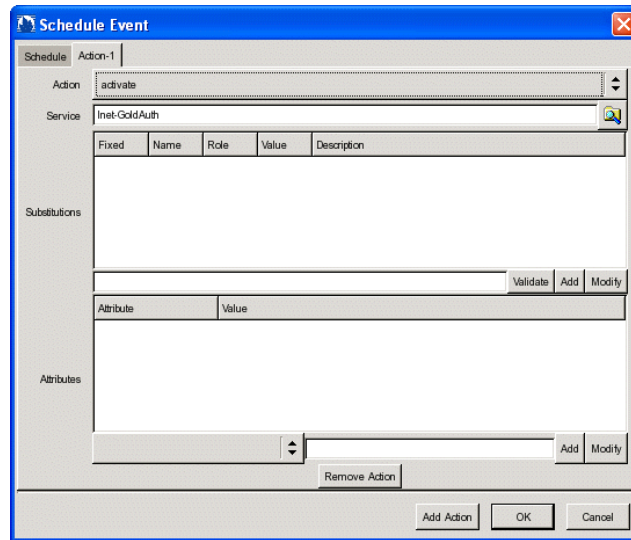 Schedule Event
Schedule Action-1
Action activate
Service Inet-GoldAuth
Fixed Name Role Value Description
Substitutions
Validate Add Modify
Attribute Value
Attributes
Add Modify
Remove Action
Add Action OK Cancel